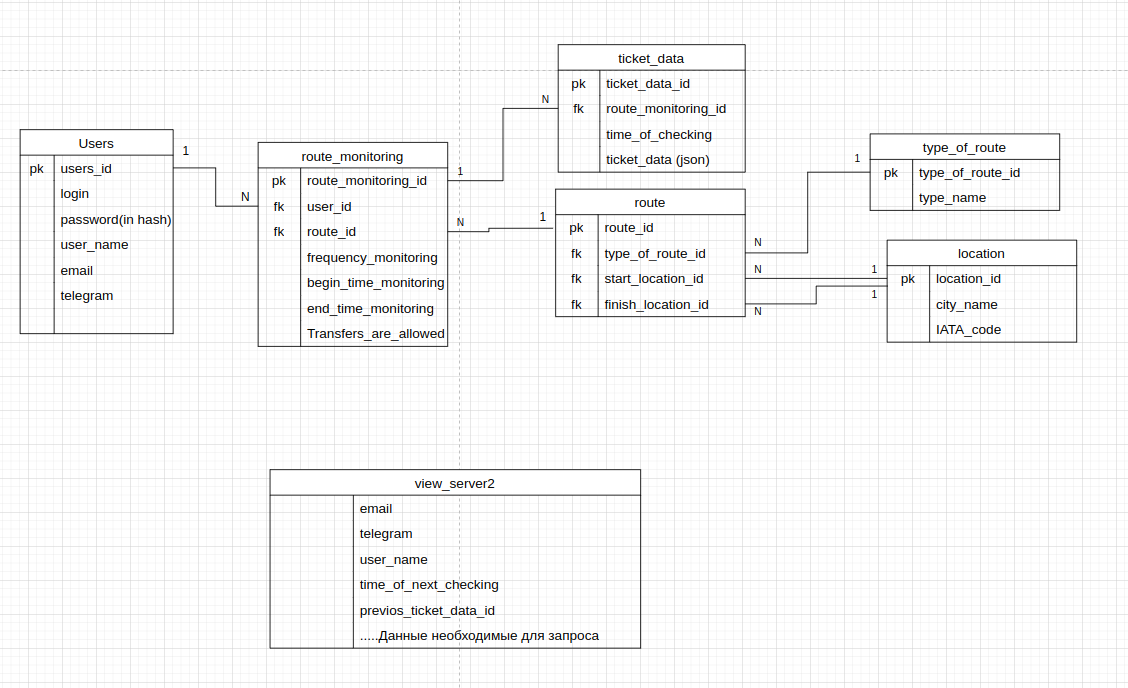 ticket_data
pk ticket_data_id
fk route_monitoring_id
time_of_checking
ticket_data (json)
Users
pk users_id
login
password(in hash)
user_name
email
telegram
1
N
route_monitoring
pk route_monitoring_id
fk user_id
fk route_id
frequency_monitoring
begin_time_monitoring
end_time_monitoring
Transfers_are_allowed
1
N
N
1
route
pk route_id
fk type_of_route_id
fk start_location_id
fk finish_location_id
N
1
N
1
N
1
type_of_route
pk type_of_route_id
type_name
location
pk location_id
city_name
IATA_code
view_server2
email
telegram
user_name
time_of_next_checking
previos_ticket_data_id
.....Данные необходимые для запроса